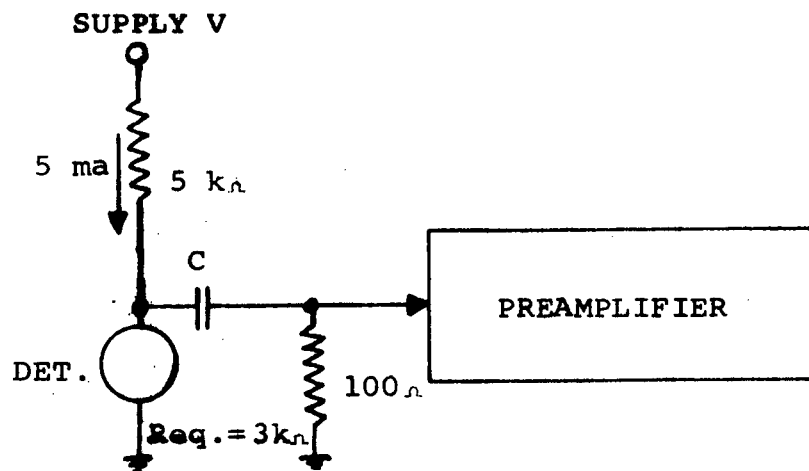 SUPPLY V
5 ma
5 kΩ
C
PREAMPLIFIER
DET.
100Ω
Req.=3kΩ